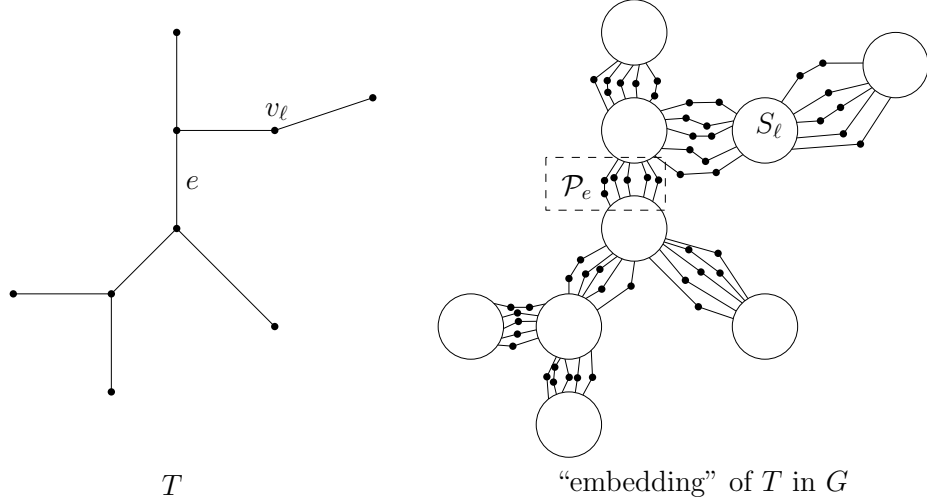 v_ℓ
e
S_ℓ
𝒫_e
T
“embedding” of T in G